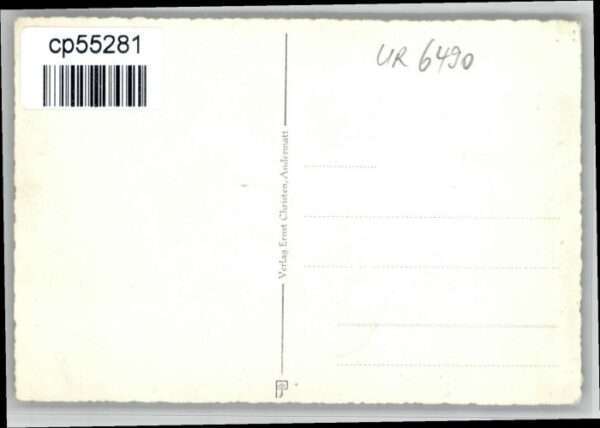 cp55281
UR 6490
Verlag Ernst Christen, Andermatt